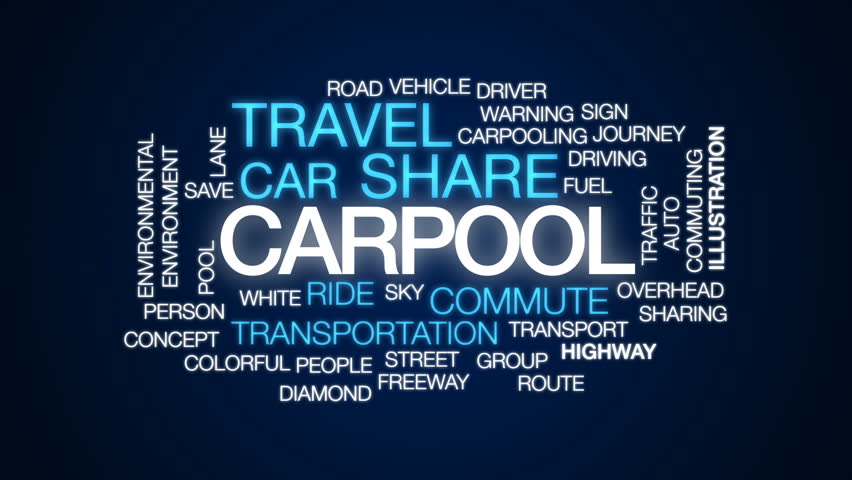 ROAD VEHICLE DRIVER
TRAVEL
WARNING SIGN
CARPOOLING JOURNEY
LANE
CAR SHARE
DRIVING
SAVE
FUEL
ENVIRONMENTAL
ENVIRONMENT
POOL
CARPOOL
TRAFFIC
AUTO
COMMUTING
ILLUSTRATION
WHITE RIDE SKY COMMUTE OVERHEAD
PERSON
SHARING
CONCEPT TRANSPORTATION TRANSPORT
HIGHWAY
COLORFUL PEOPLE STREET GROUP
DIAMOND FREEWAY ROUTE